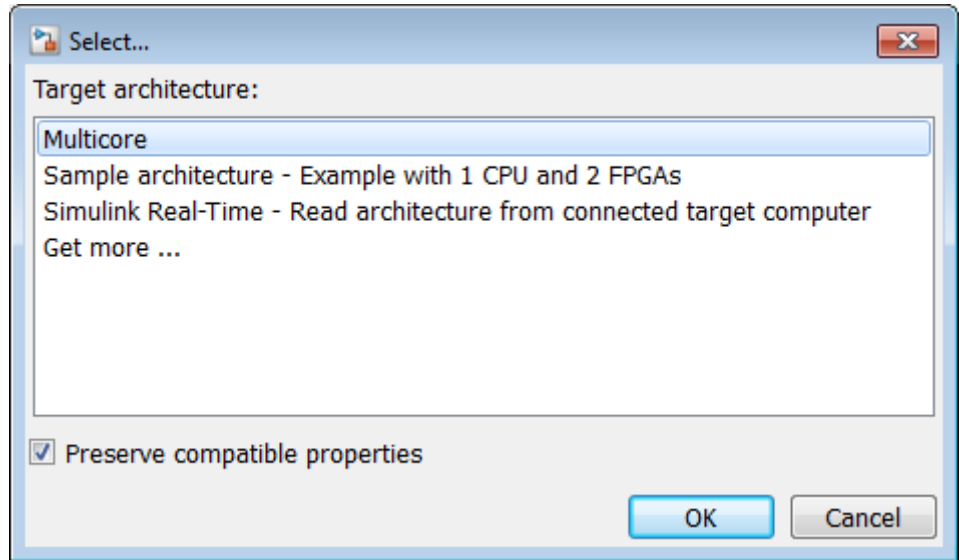 Select...
Target architecture:
Multicore
Sample architecture - Example with 1 CPU and 2 FPGAs
Simulink Real-Time - Read architecture from connected target computer
Get more ...
Preserve compatible properties
OK Cancel